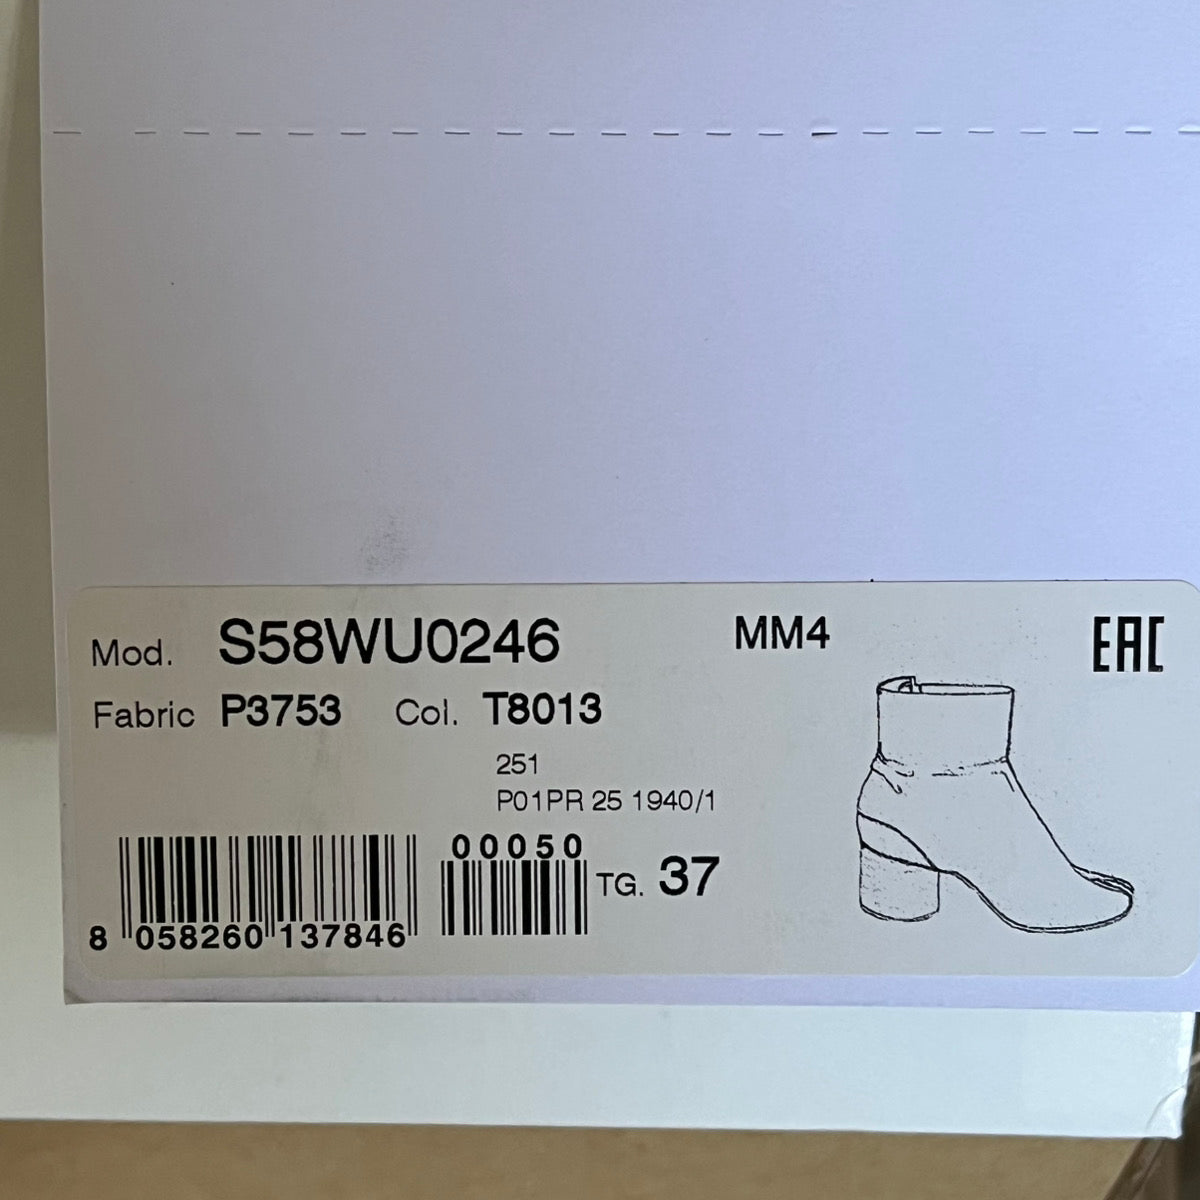 Mod. S58WU0246
MM4
EAC
Fabric P3753 Col. T8013
251
P01PR 25 1940/1
00050
TG. 37
8 058260 137846